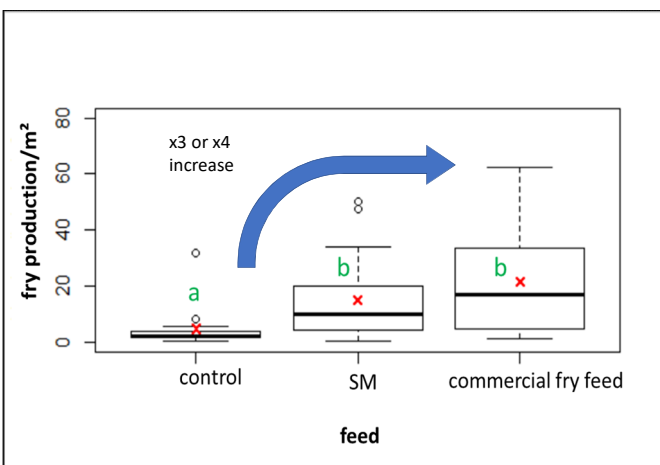 80
60
40
20
0
fry production/m²
x3 or x4
increase
a
b
b
control
SM
commercial fry feed
feed